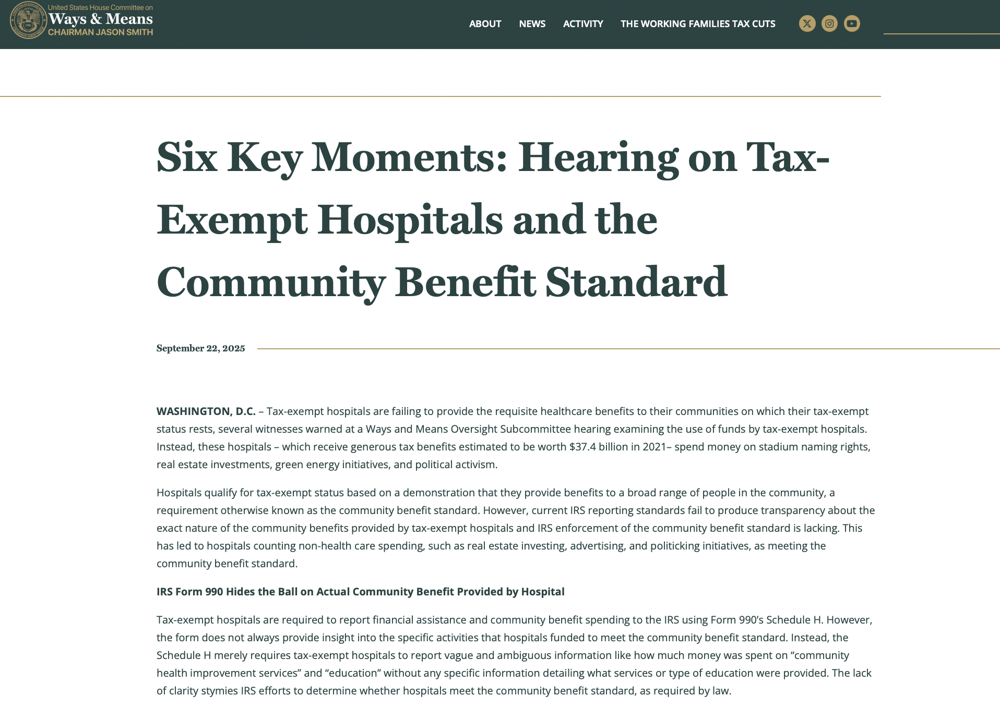 United States House Committee on
Ways & Means
CHAIRMAN JASON SMITH
ABOUT NEWS ACTIVITY THE WORKING FAMILIES TAX CUTS
Six Key Moments: Hearing on Tax-
Exempt Hospitals and the
Community Benefit Standard
September 22, 2025
WASHINGTON, D.C. – Tax-exempt hospitals are failing to provide the requisite healthcare benefits to their communities on which their tax-exempt
status rests, several witnesses warned at a Ways and Means Oversight Subcommittee hearing examining the use of funds by tax-exempt hospitals.
Instead, these hospitals – which receive generous tax benefits estimated to be worth $37.4 billion in 2021– spend money on stadium naming rights,
real estate investments, green energy initiatives, and political activism.
Hospitals qualify for tax-exempt status based on a demonstration that they provide benefits to a broad range of people in the community, a
requirement otherwise known as the community benefit standard. However, current IRS reporting standards fail to produce transparency about the
exact nature of the community benefits provided by tax-exempt hospitals and IRS enforcement of the community benefit standard is lacking. This
has led to hospitals counting non-health care spending, such as real estate investing, advertising, and politicking initiatives, as meeting the
community benefit standard.
IRS Form 990 Hides the Ball on Actual Community Benefit Provided by Hospital
Tax-exempt hospitals are required to report financial assistance and community benefit spending to the IRS using Form 990’s Schedule H. However,
the form does not always provide insight into the specific activities that hospitals funded to meet the community benefit standard. Instead, the
Schedule H merely requires tax-exempt hospitals to report vague and ambiguous information like how much money was spent on “community
health improvement services” and “education” without any specific information detailing what services or type of education were provided. The lack
of clarity stymies IRS efforts to determine whether hospitals meet the community benefit standard, as required by law.